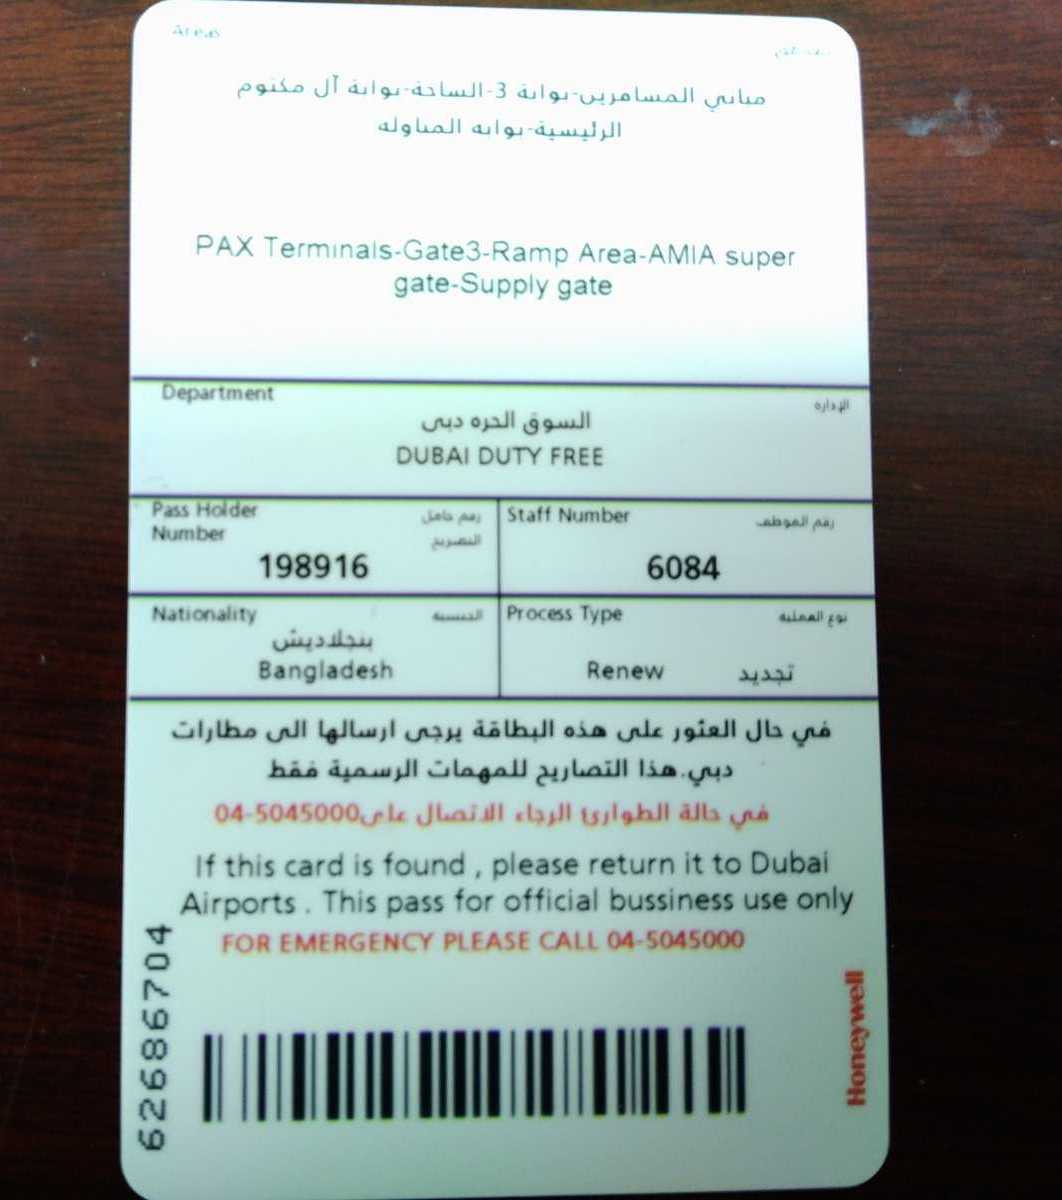 Areas
مباني المسافرين-بوابة 3-الساحة-بوابة آل مكتوم
الرئيسية-بوابه المناوله
PAX Terminals-Gate3-Ramp Area-AMIA super
gate-Supply gate
Department الإداره
السوق الحره دبى
DUBAI DUTY FREE
Pass Holder رقم حامل
Number التصريح
198916
Staff Number رقم الموظف
6084
Nationality الجنسيه
بنجلاديش
Bangladesh
Process Type نوع العمليه
Renew تجديد
في حال العثور على هذه البطاقة يرجى ارسالها الى مطارات
دبي.هذا التصاريح للمهمات الرسمية فقط
في حالة الطوارئ الرجاء الاتصال على04-5045000
If this card is found , please return it to Dubai
Airports . This pass for official bussiness use only
FOR EMERGENCY PLEASE CALL 04-5045000
62686704
Honeywell